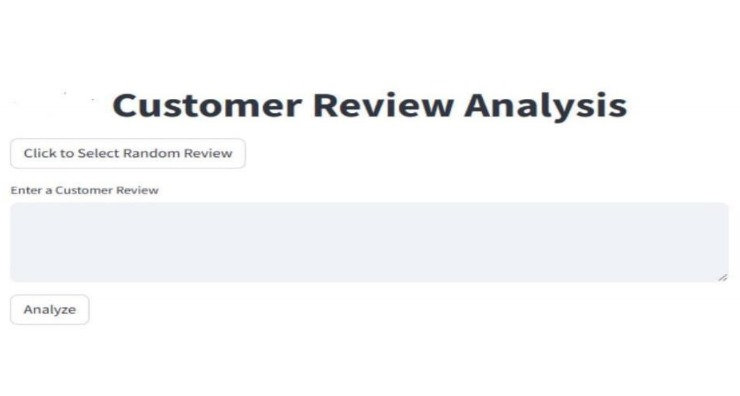 Customer Review Analysis
Click to Select Random Review
Enter a Customer Review
Analyze